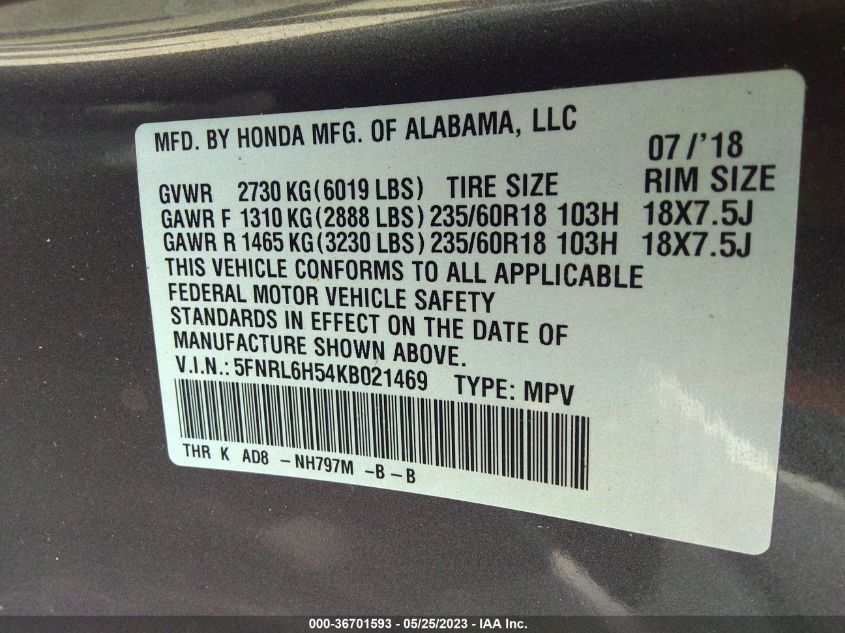 MFD. BY HONDA MFG. OF ALABAMA, LLC 07/'18
GVWR 2730 KG(6019 LBS) TIRE SIZE RIM SIZE
GAWR F 1310 KG(2888 LBS) 235/60R18 103H 18X7.5J
GAWR R 1465 KG(3230 LBS) 235/60R18 103H 18X7.5J
THIS VEHICLE CONFORMS TO ALL APPLICABLE
FEDERAL MOTOR VEHICLE SAFETY
STANDARDS IN EFFECT ON THE DATE OF
MANUFACTURE SHOWN ABOVE.
V.I.N.: 5FNRL6H54KB021469 TYPE: MPV
THR K AD8 -NH797M -B-B
000-36701593 - 05/25/2023 - IAA Inc.